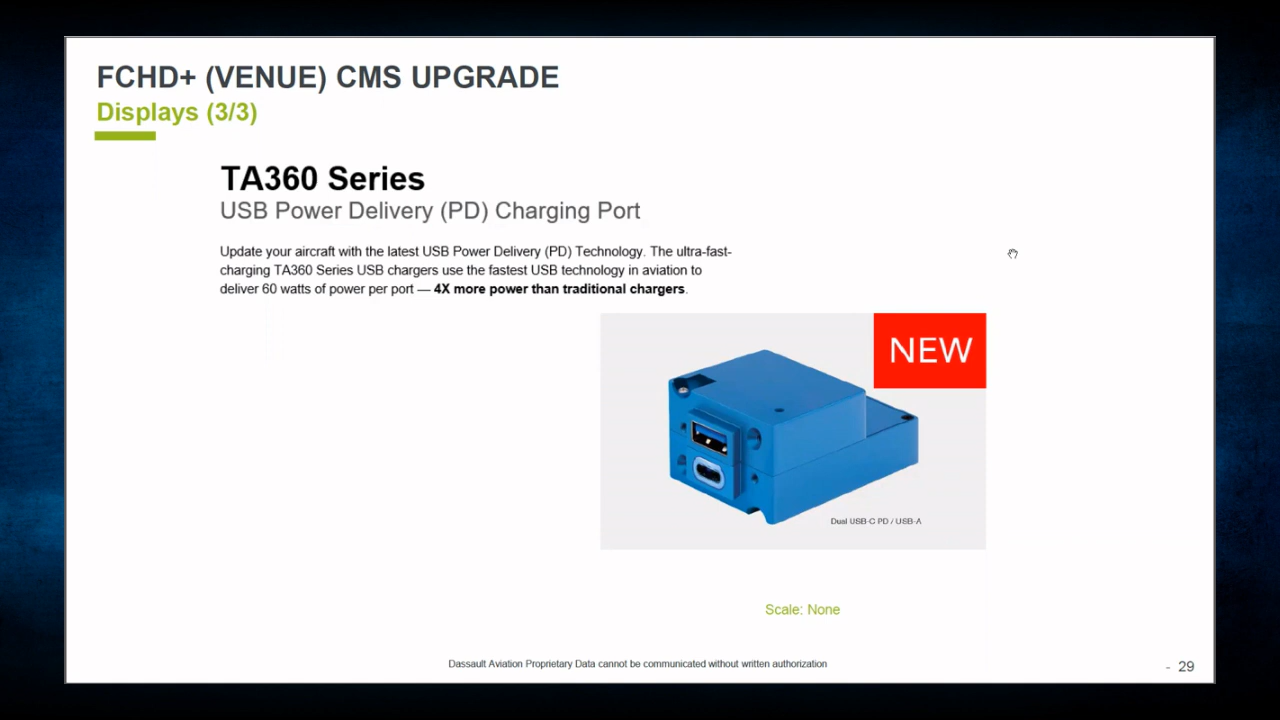 FCHD+ (VENUE) CMS UPGRADE
Displays (3/3)
TA360 Series
USB Power Delivery (PD) Charging Port
Update your aircraft with the latest USB Power Delivery (PD) Technology. The ultra-fast-
charging TA360 Series USB chargers use the fastest USB technology in aviation to
deliver 60 watts of power per port — 4X more power than traditional chargers.
NEW
Dual USB-C PD / USB-A
Scale: None
Dassault Aviation Proprietary Data cannot be communicated without written authorization
- 29